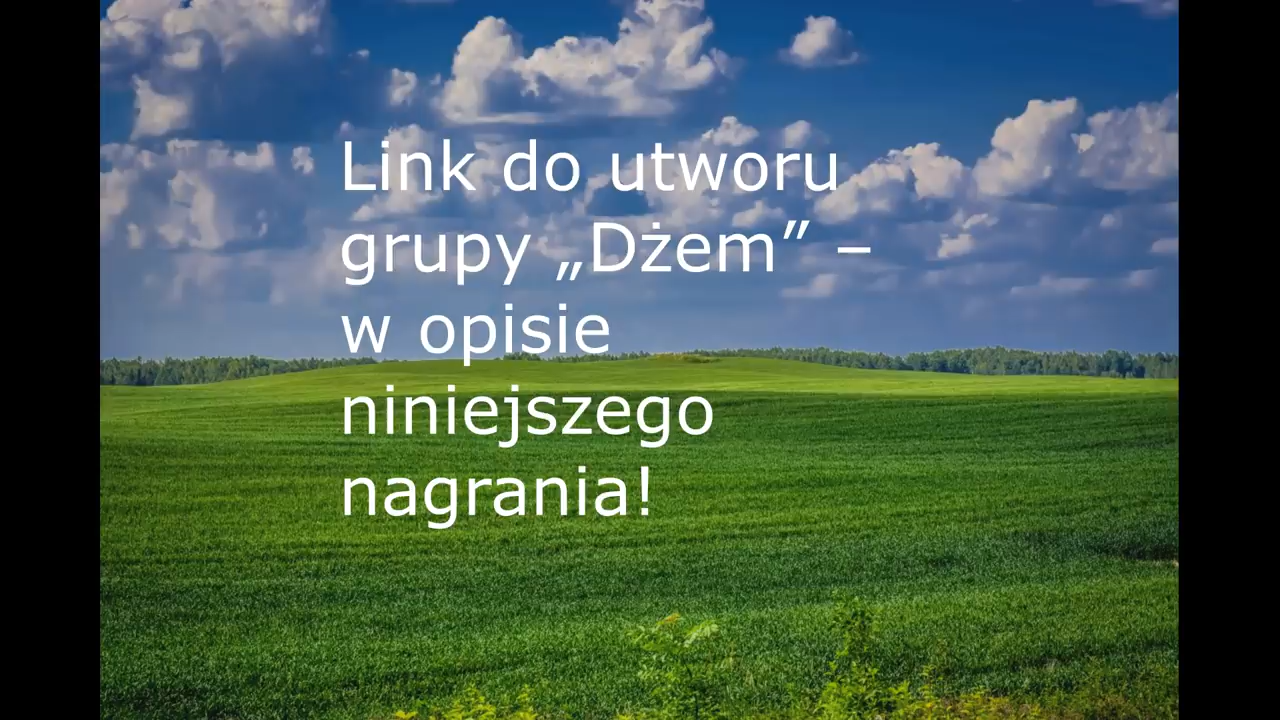 Link do utworu
grupy „Dżem” –
w opisie
niniejszego
nagrania!